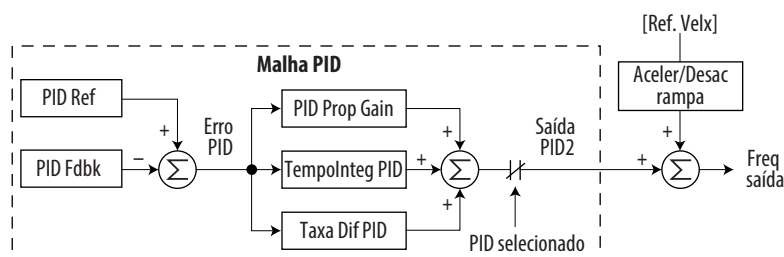 [Ref. Velx]
Malha PID
Aceler/Desac
rampa
PID Ref
PID Prop Gain
Erro
PID
Saída
PID2
+
+
+
PID Fdbk
–
Σ
TempoInteg PID
+
Σ
+
Σ
Freq
saída
+
Taxa Dif PID
PID selecionado